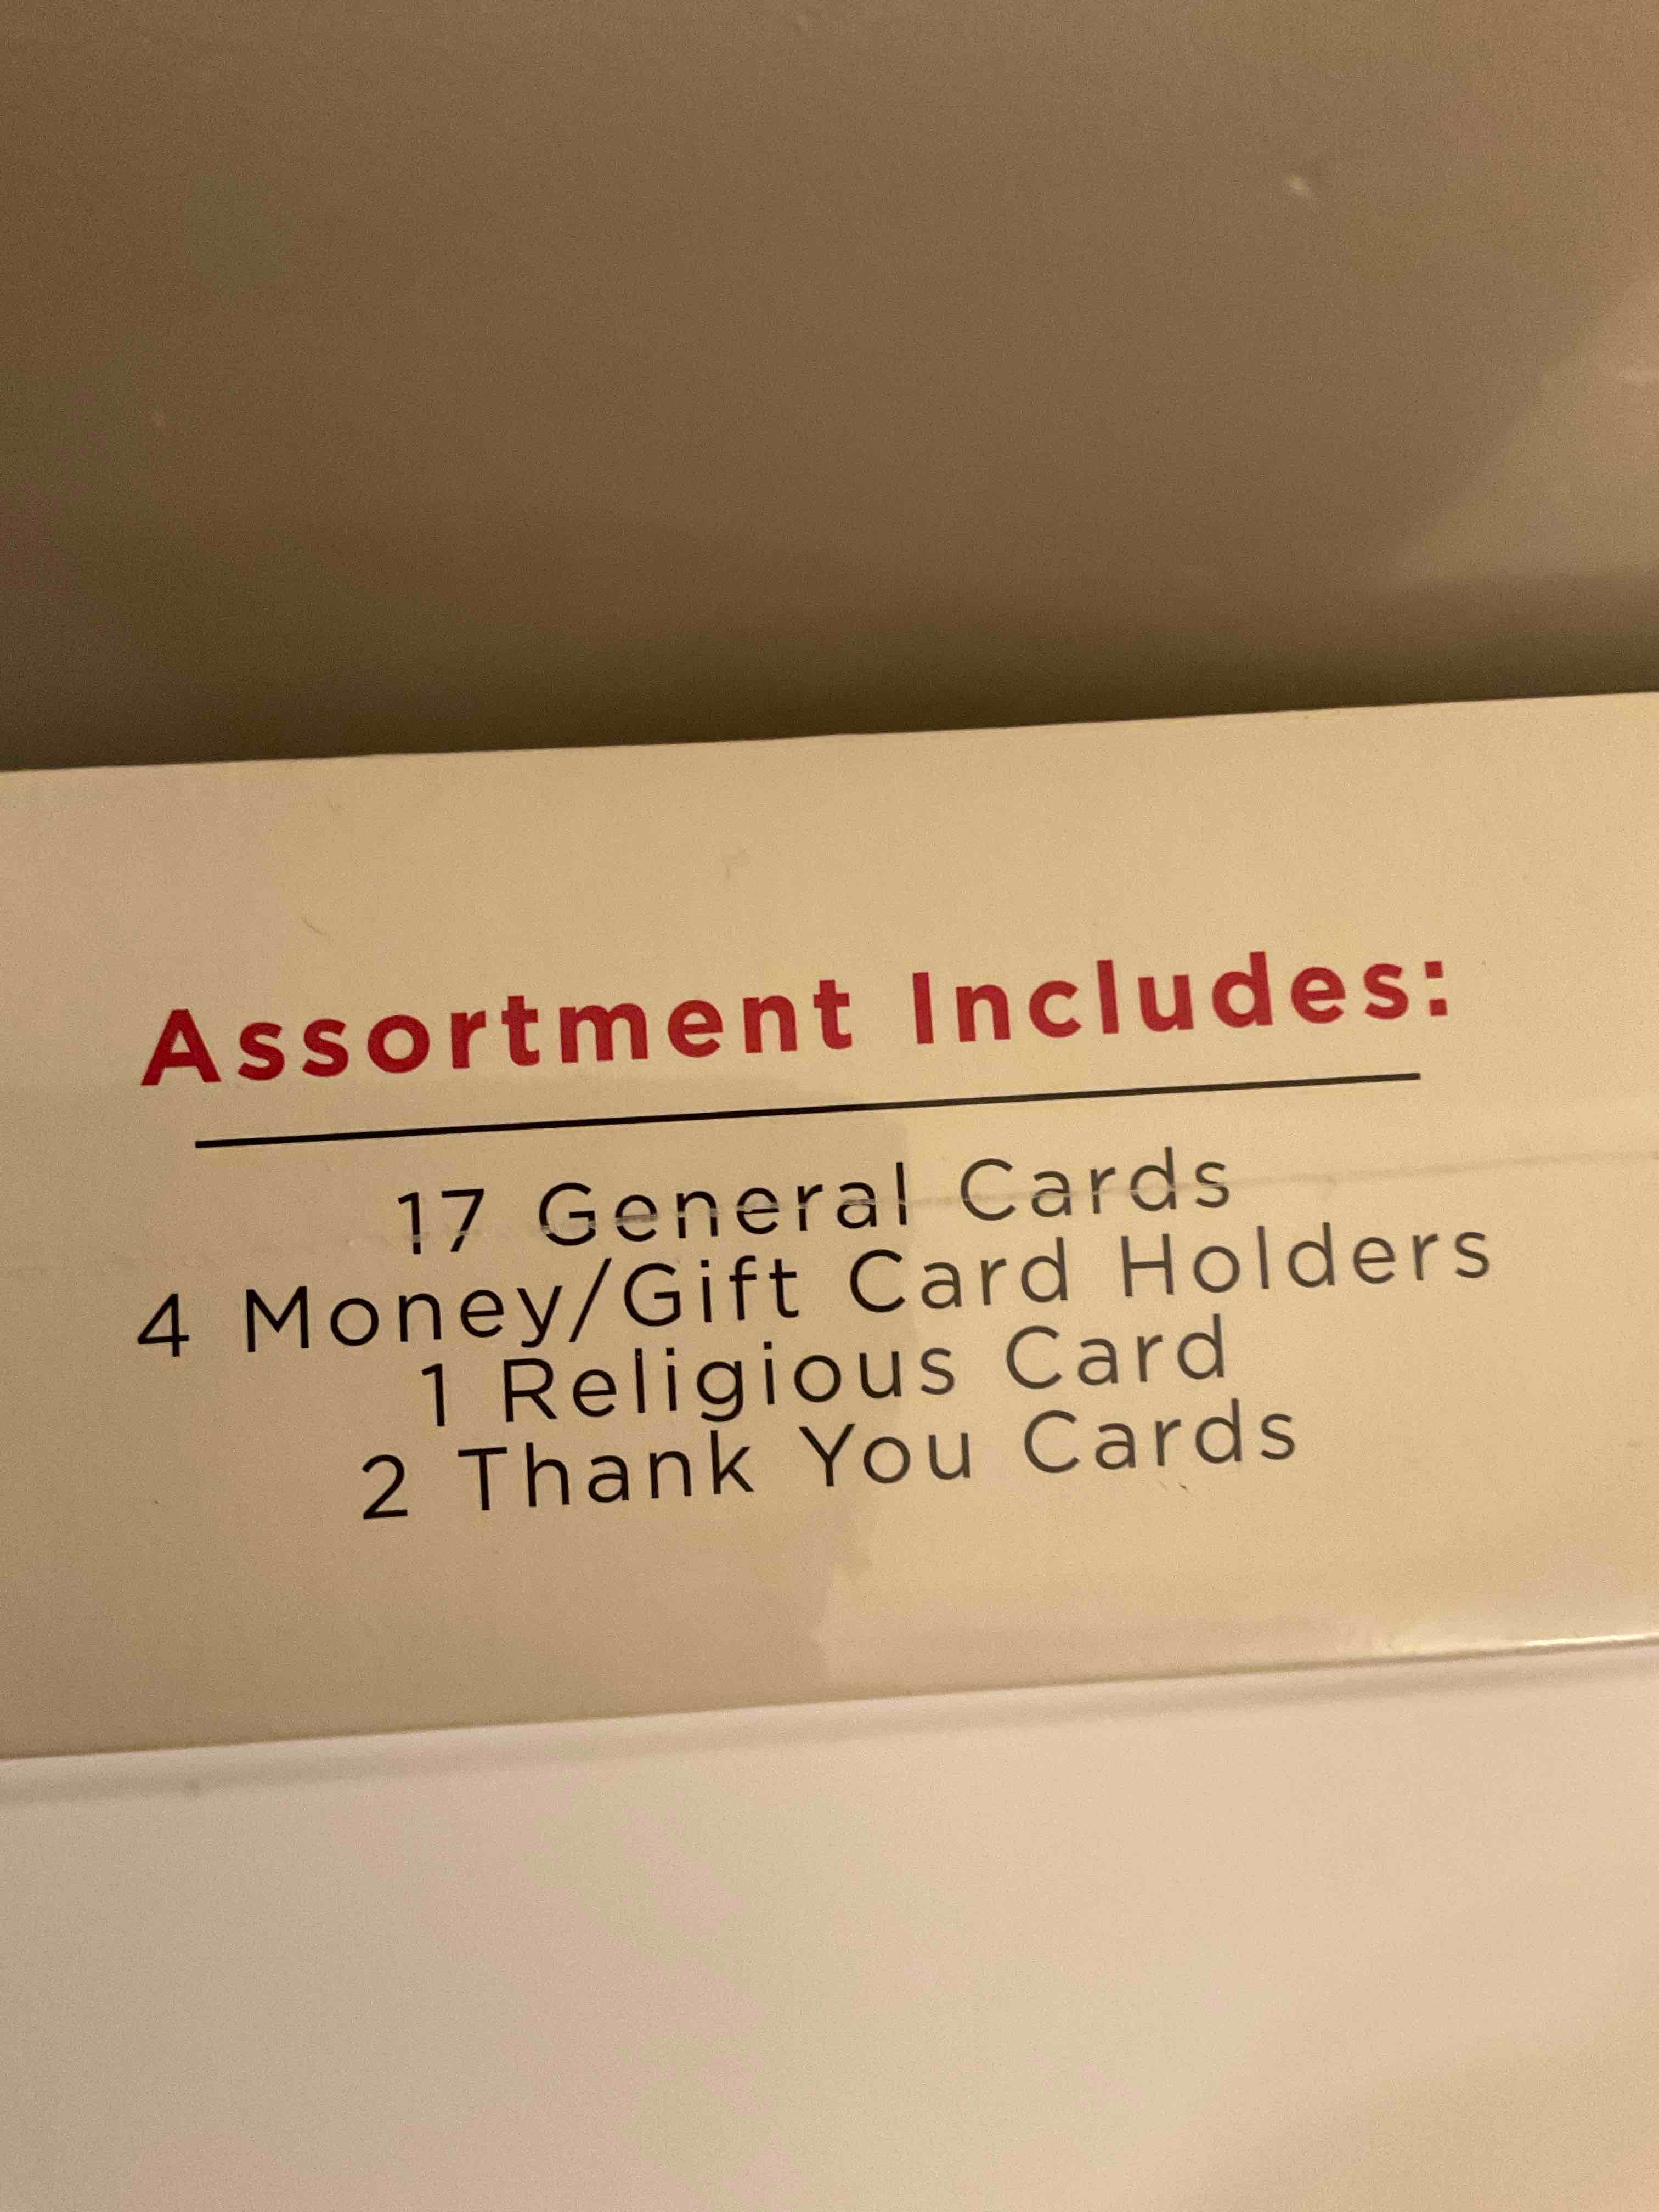 Assortment Includes:
17 General Cards
4 Money/Gift Card Holders
1 Religious Card
2 Thank You Cards